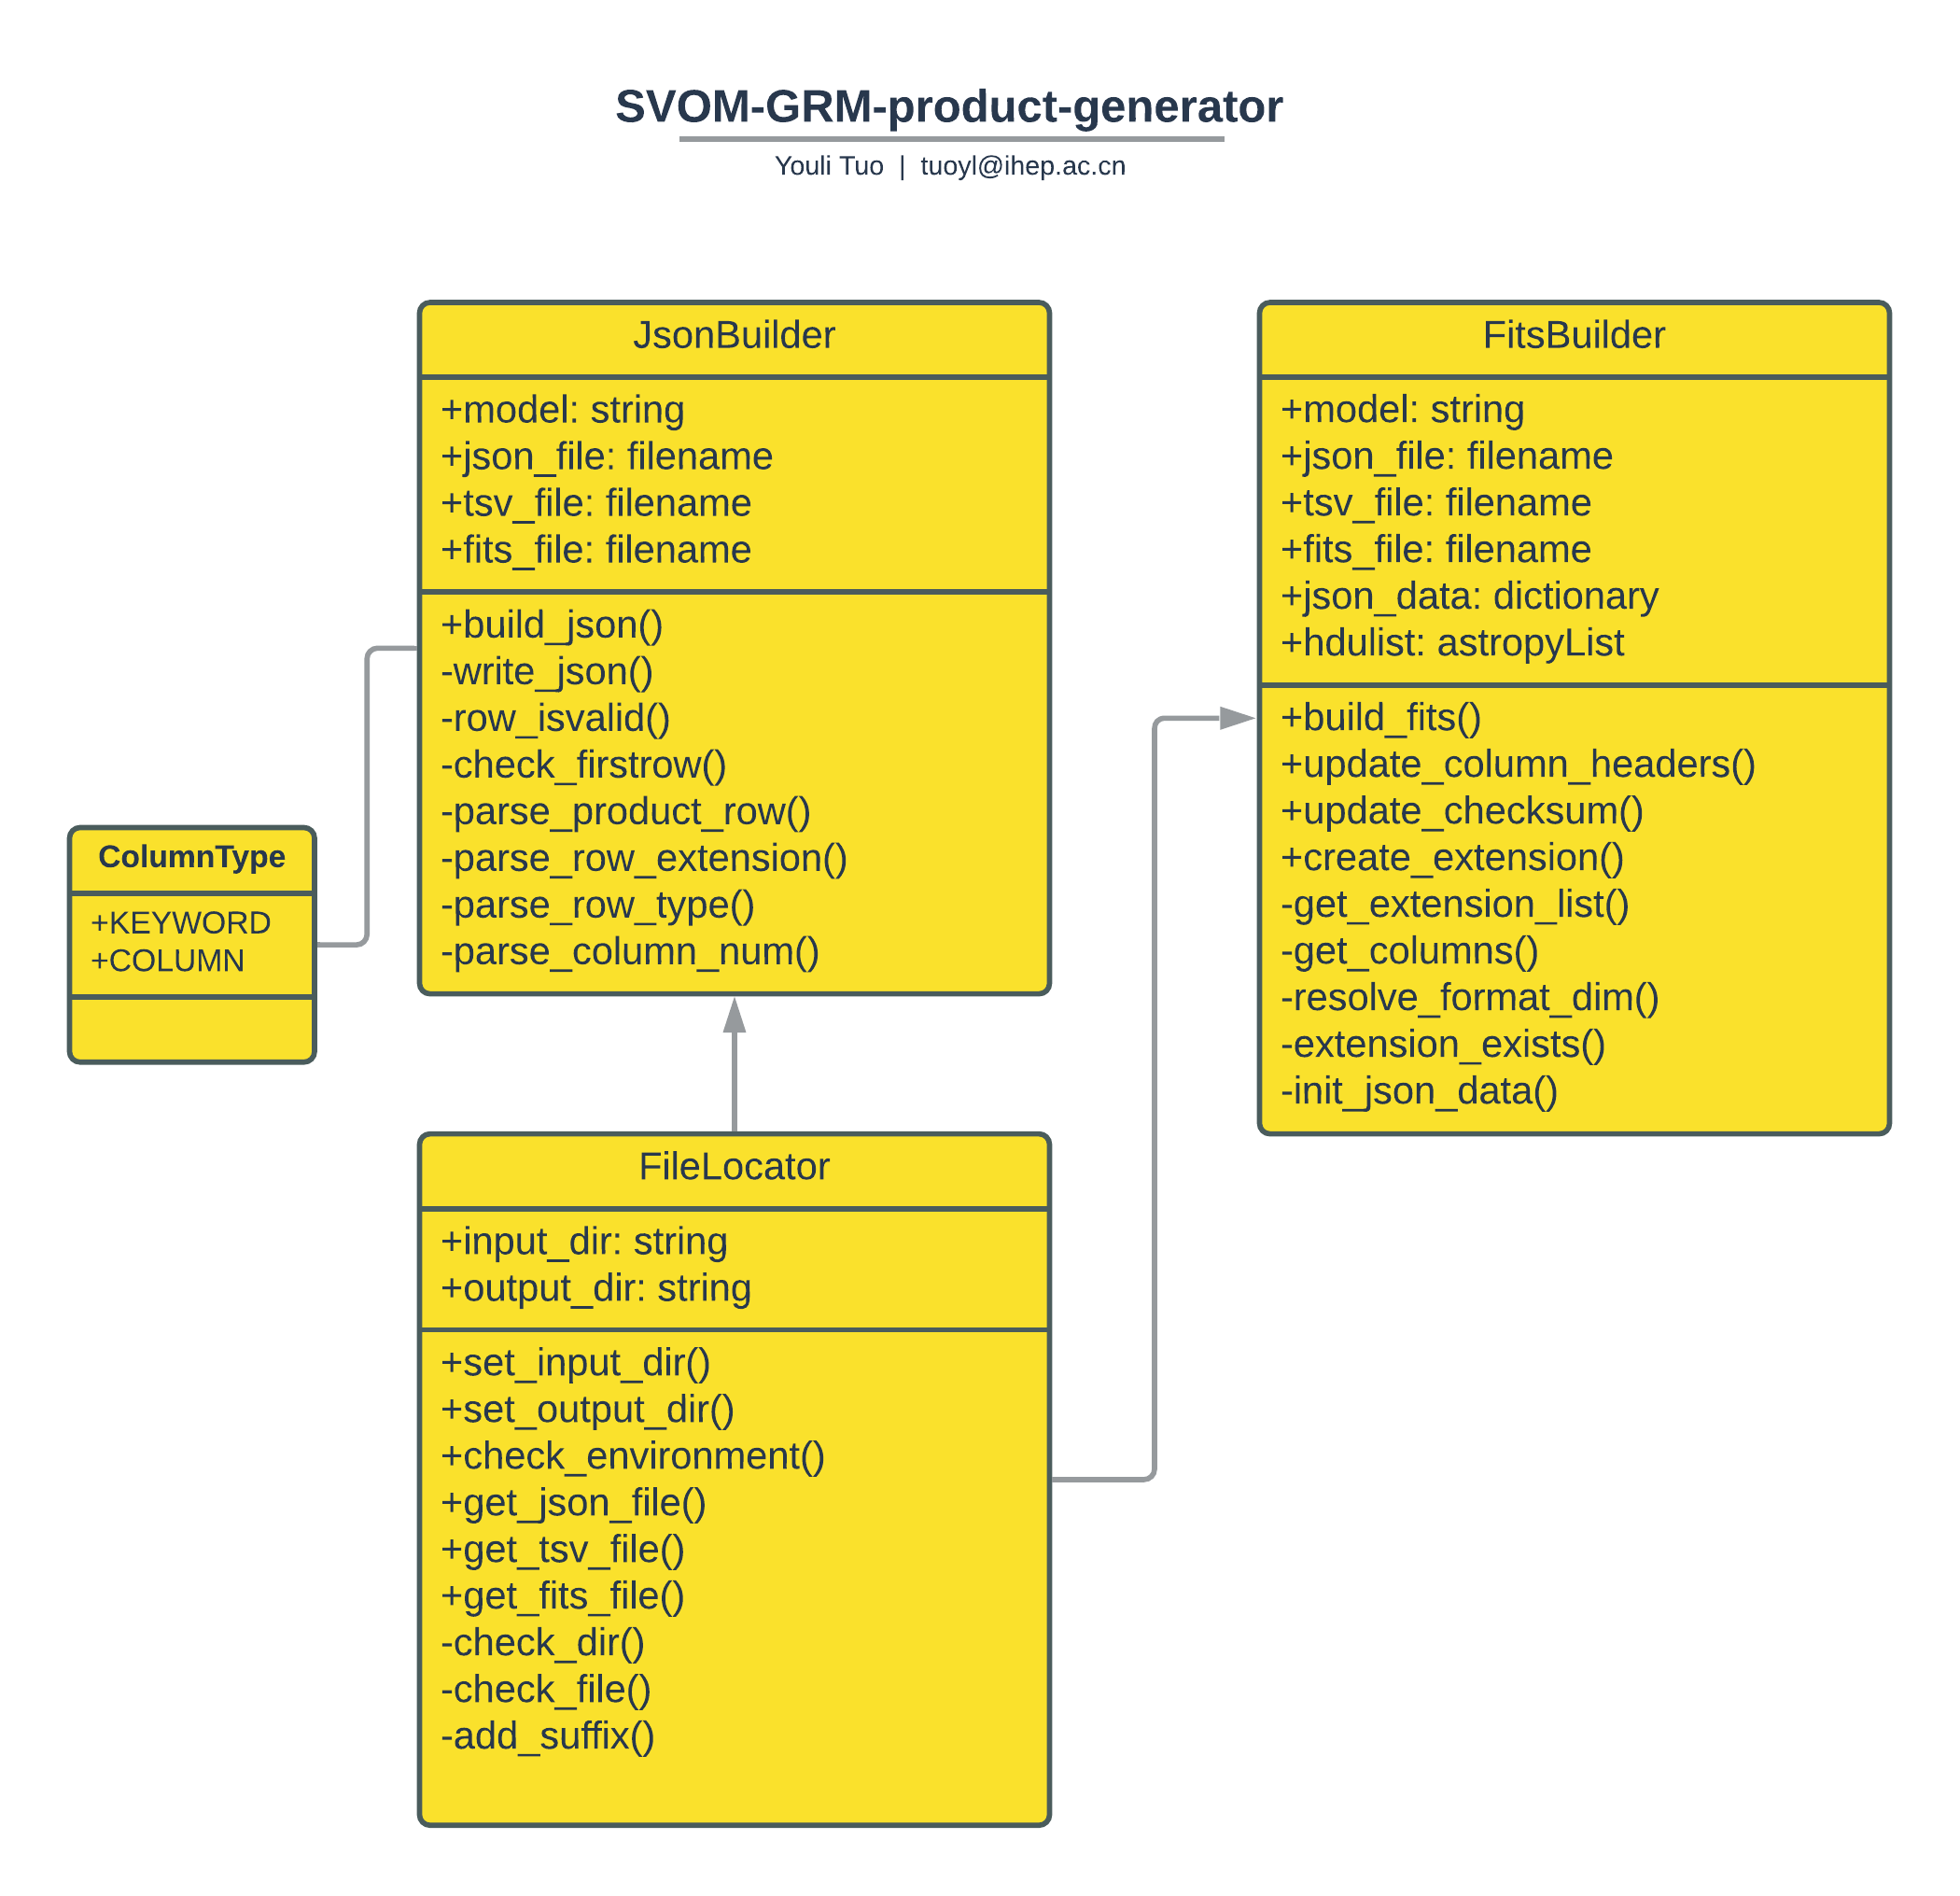 SVOM-GRM-product-generator
Youli Tuo | tuoyl@ihep.ac.cn
JsonBuilder
+model: string
+json_file: filename
+tsv_file: filename
+fits_file: filename
+build_json()
-write_json()
-row_isvalid()
-check_firstrow()
-parse_product_row()
-parse_row_extension()
-parse_row_type()
-parse_column_num()
FitsBuilder
+model: string
+json_file: filename
+tsv_file: filename
+fits_file: filename
+json_data: dictionary
+hdulist: astropyList
+build_fits()
+update_column_headers()
+update_checksum()
+create_extension()
-get_extension_list()
-get_columns()
-resolve_format_dim()
-extension_exists()
-init_json_data()
ColumnType
+KEYWORD
+COLUMN
FileLocator
+input_dir: string
+output_dir: string
+set_input_dir()
+set_output_dir()
+check_environment()
+get_json_file()
+get_tsv_file()
+get_fits_file()
-check_dir()
-check_file()
-add_suffix()